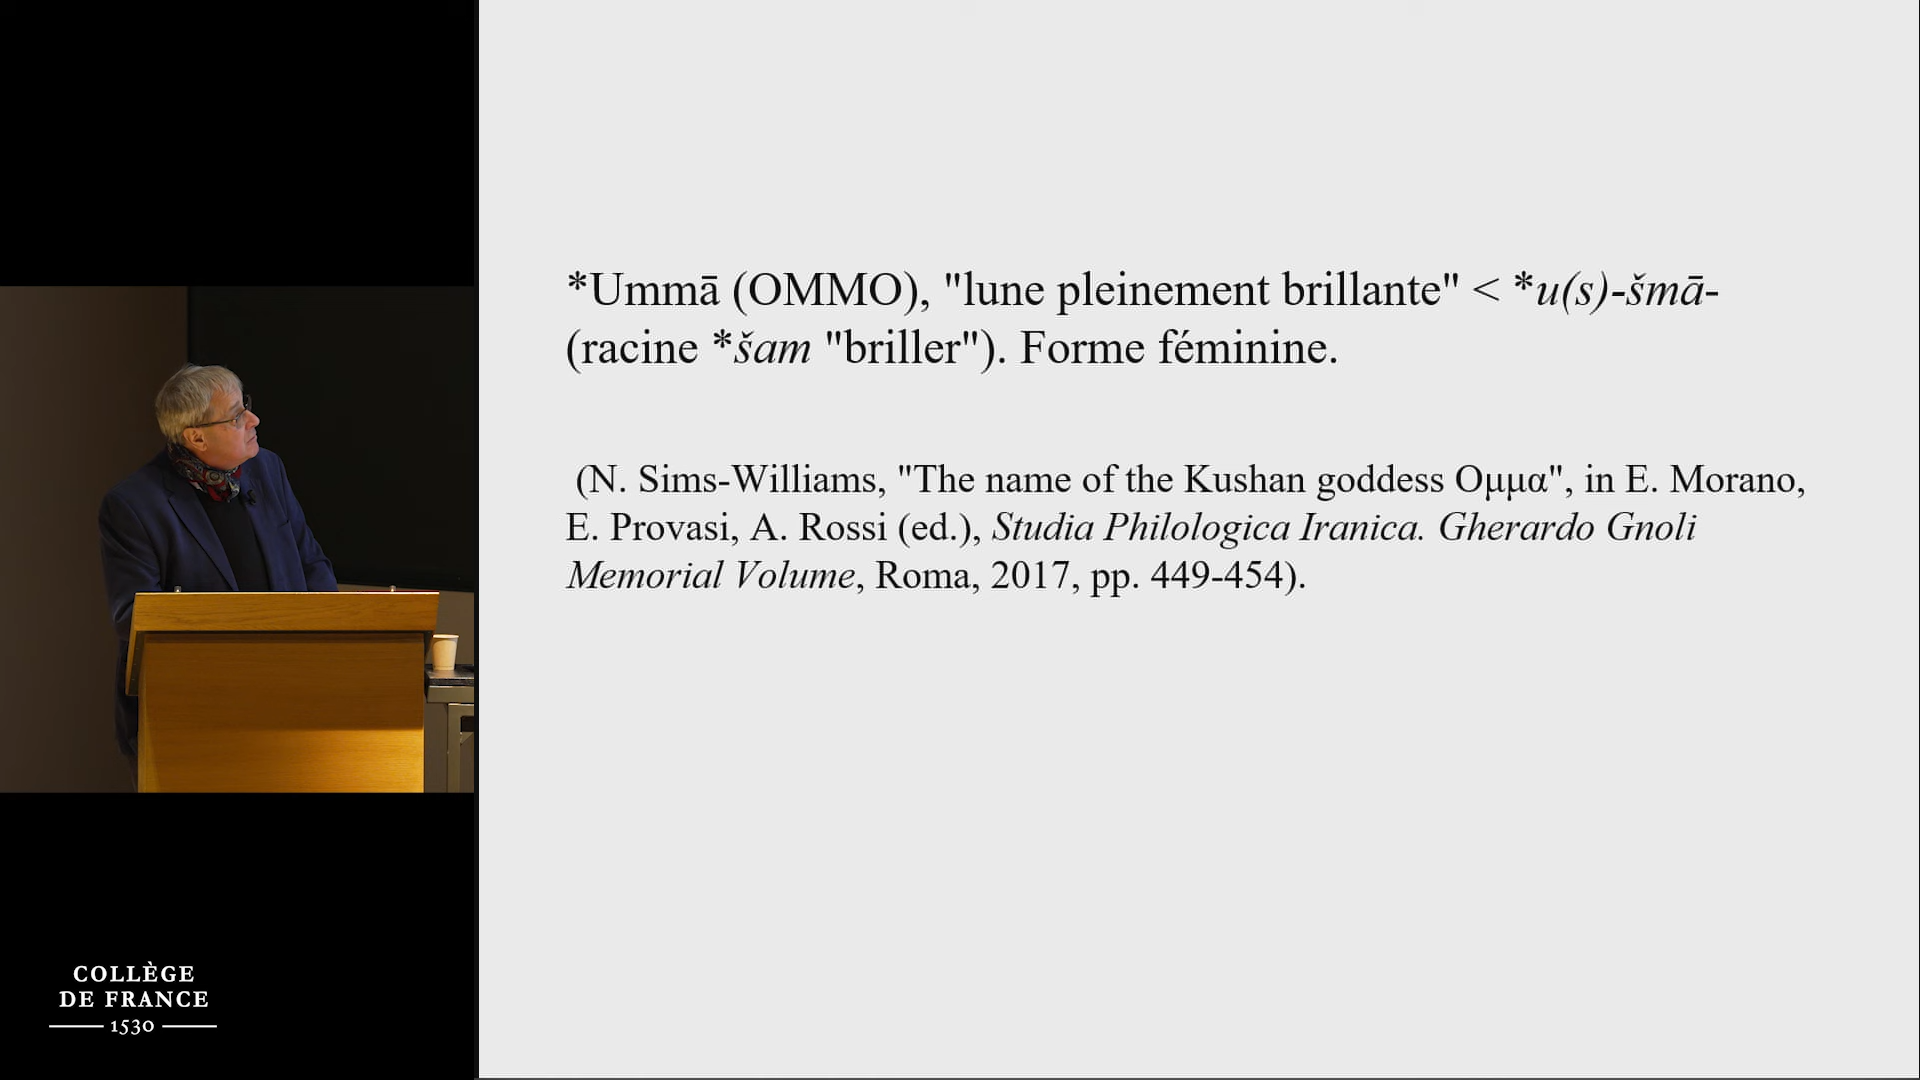 *Ummā (OMMO), "lune pleinement brillante" < *u(s)-šmā-
(racine *šam "briller"). Forme féminine.
(N. Sims-Williams, "The name of the Kushan goddess Ομμα", in E. Morano,
E. Provasi, A. Rossi (ed.), Studia Philologica Iranica. Gherardo Gnoli
Memorial Volume, Roma, 2017, pp. 449-454).
COLLÈGE
DE FRANCE
1530